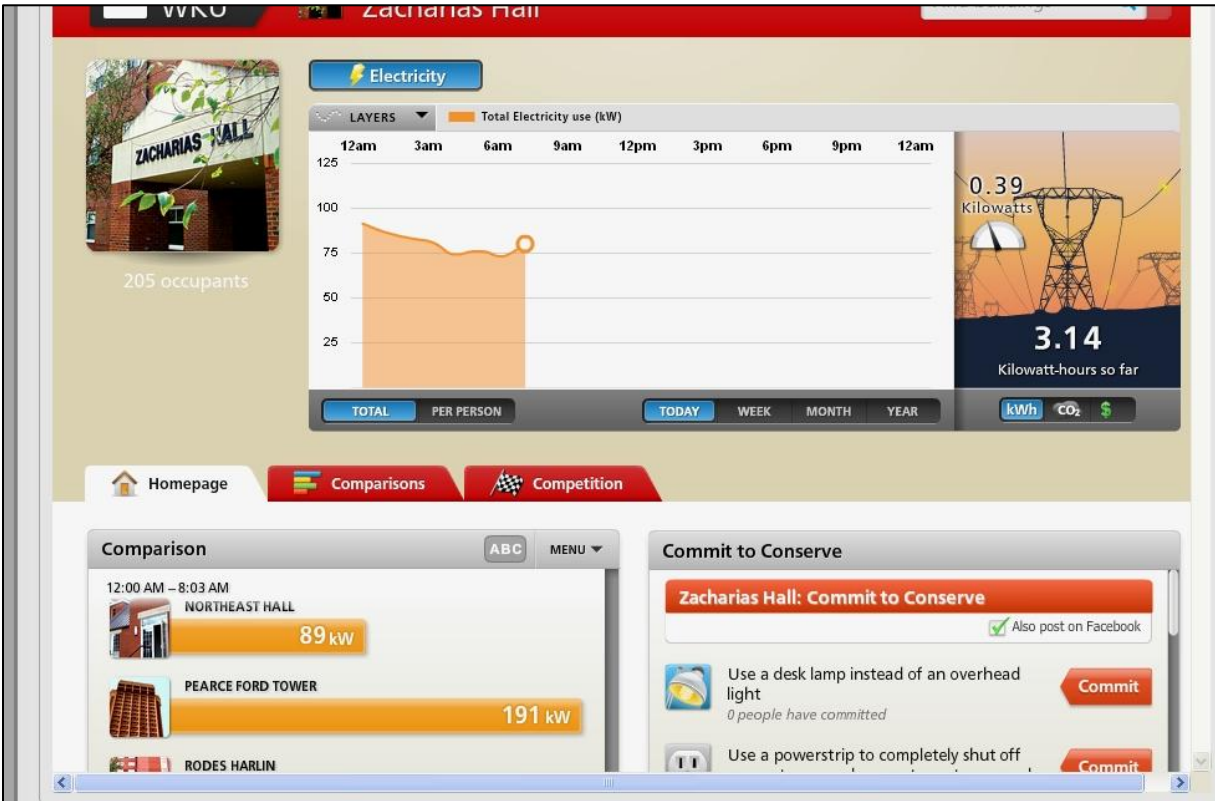 WKU
Zacharias Hall
ZACHARIAS HALL
205 occupants
Electricity
LAYERS
Total Electricity use (kW)
12am 3am 6am 9am 12pm 3pm 6pm 9pm 12am
125
100
75
50
25
TOTAL PER PERSON
TODAY WEEK MONTH YEAR
0.39
Kilowatts
3.14
Kilowatt-hours so far
kWh CO₂ $
Homepage
Comparisons
Competition
Comparison
ABC
MENU
12:00 AM – 8:03 AM
NORTHEAST HALL
89 kW
PEARCE FORD TOWER
191 kW
RODES HARLIN
Commit to Conserve
Zacharias Hall: Commit to Conserve
Also post on Facebook
Use a desk lamp instead of an overhead
light
0 people have committed
Commit
Use a powerstrip to completely shut off
Commit